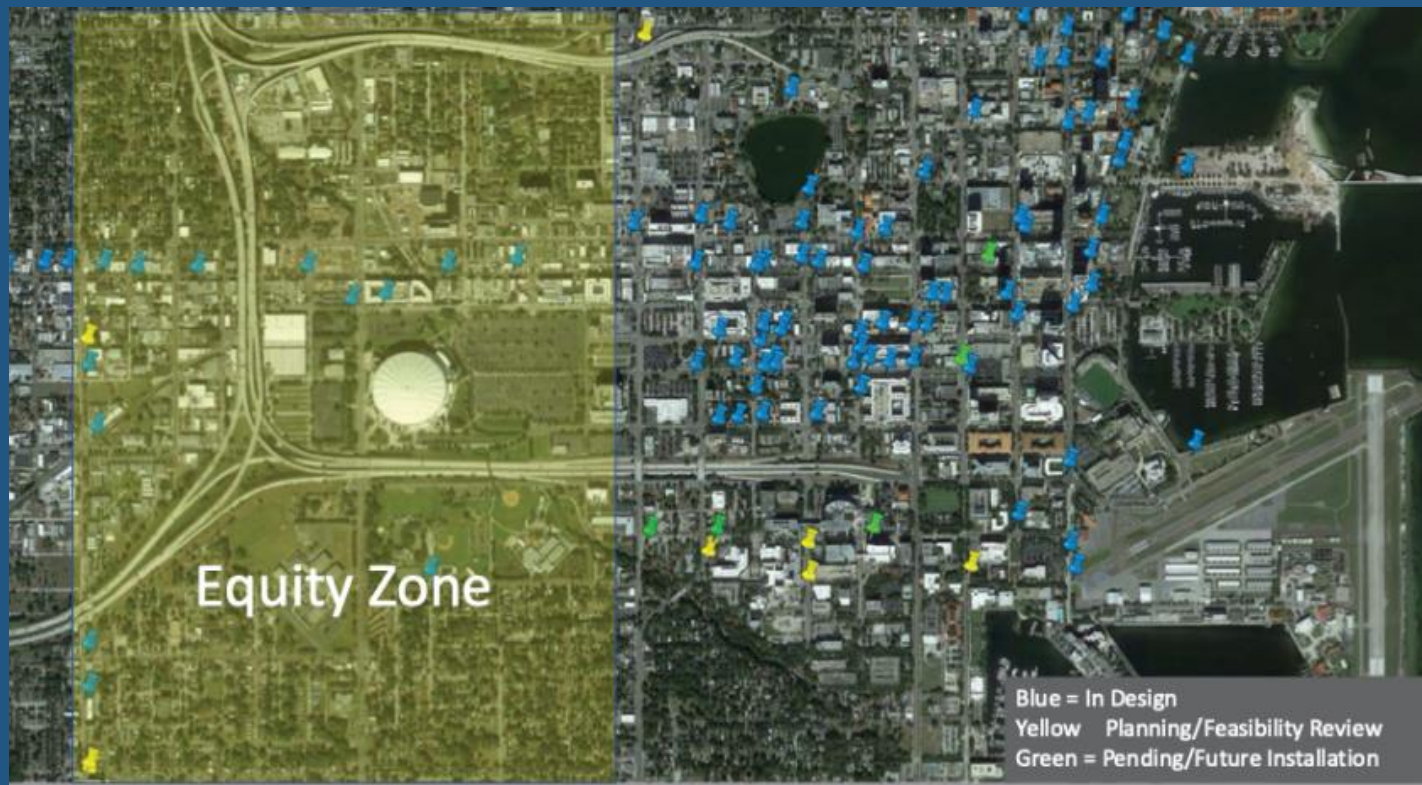 Equity Zone
Blue = In Design
Yellow Planning/Feasibility Review
Green = Pending/Future Installation